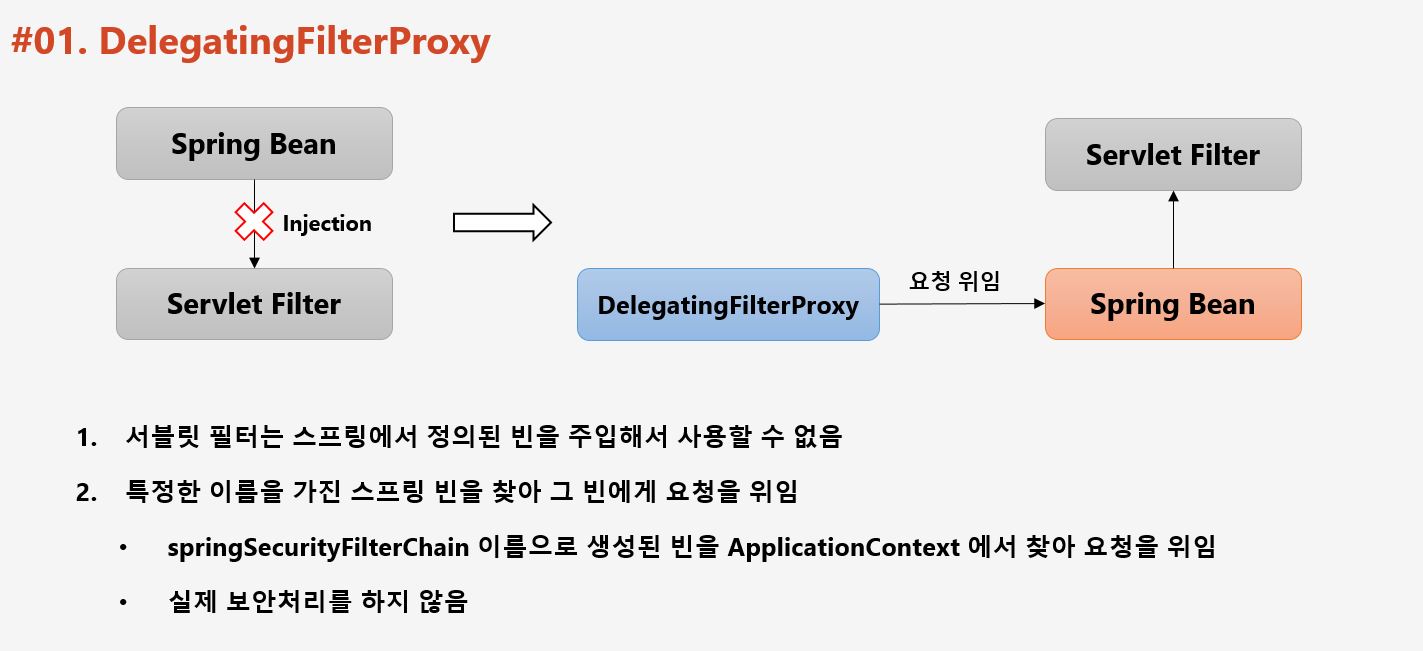 #01. DelegatingFilterProxy
Spring Bean
Injection
Servlet Filter
Servlet Filter
DelegatingFilterProxy
요청 위임
Spring Bean
1. 서블릿 필터는 스프링에서 정의된 빈을 주입해서 사용할 수 없음
2. 특정한 이름을 가진 스프링 빈을 찾아 그 빈에게 요청을 위임
• springSecurityFilterChain 이름으로 생성된 빈을 ApplicationContext 에서 찾아 요청을 위임
• 실제 보안처리를 하지 않음